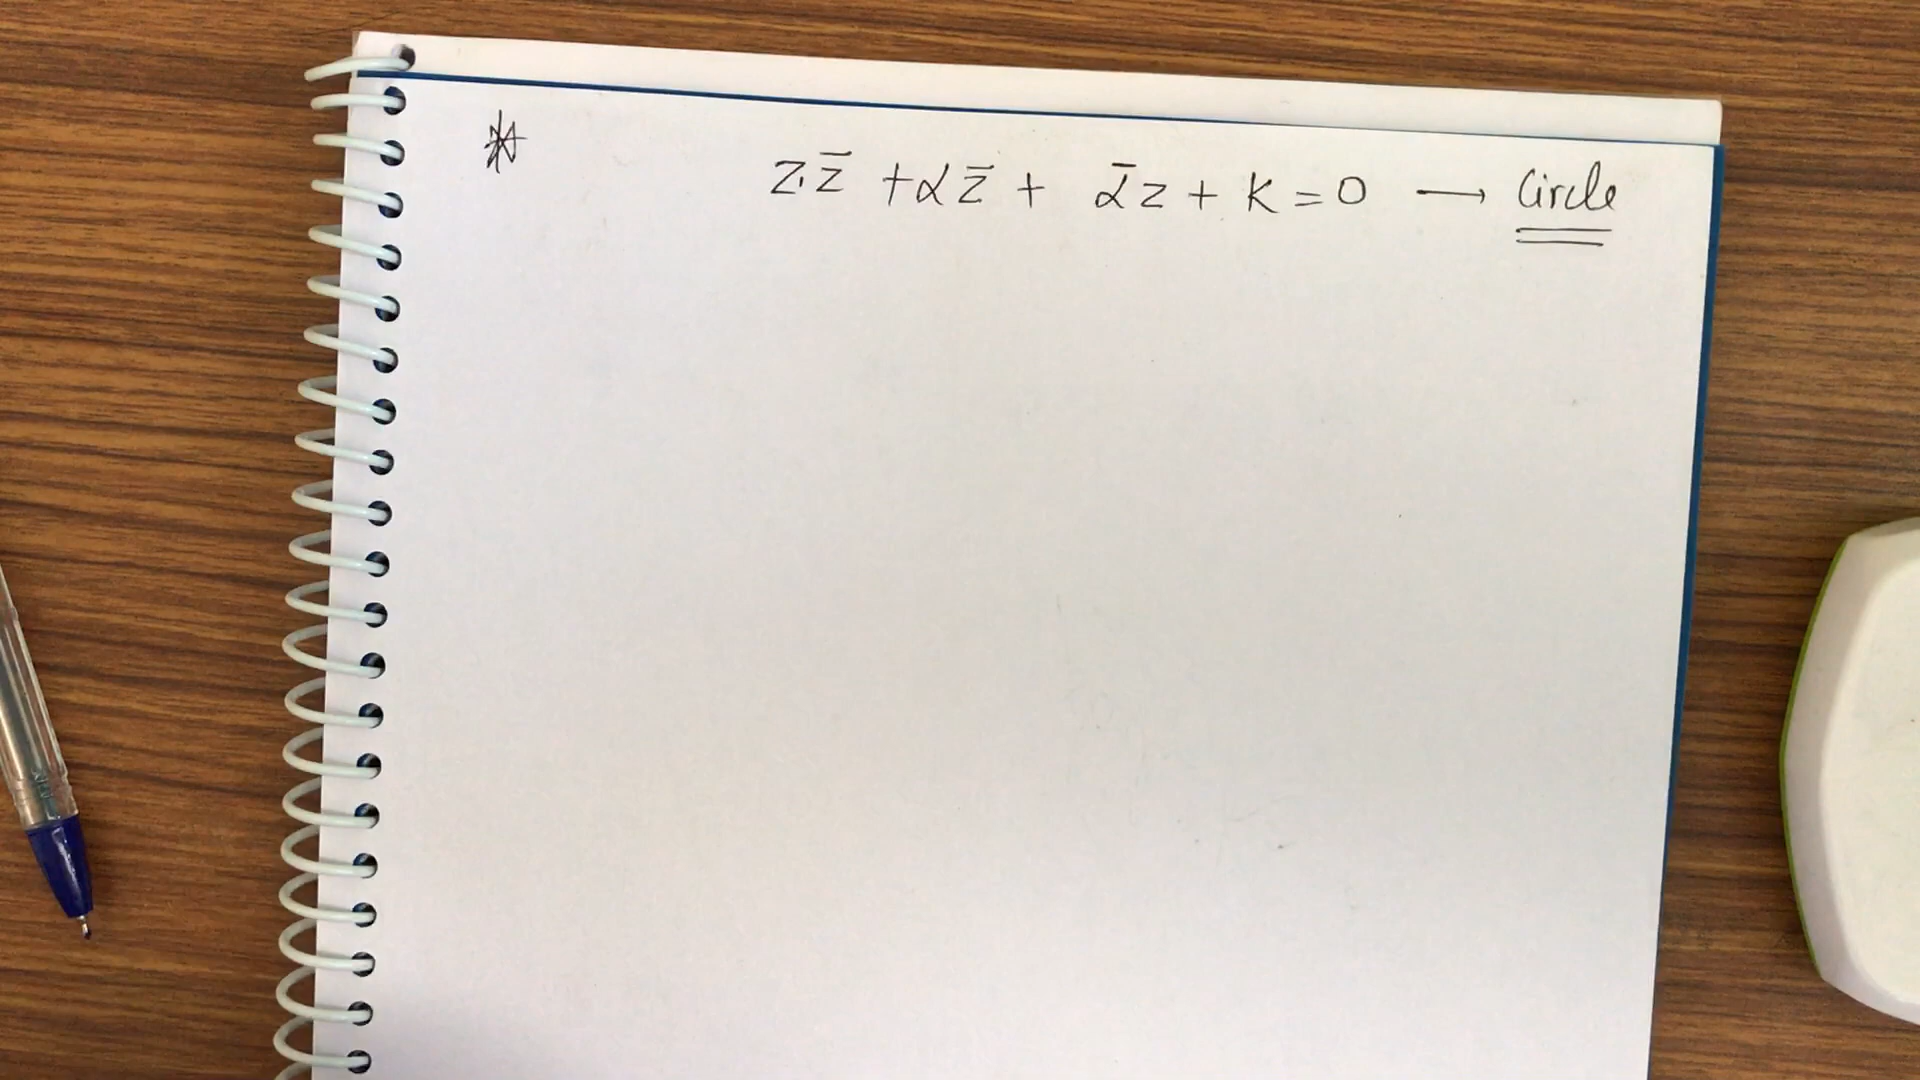 * z.z̄ + αz̄ + ᾱz + k = 0 → Circle